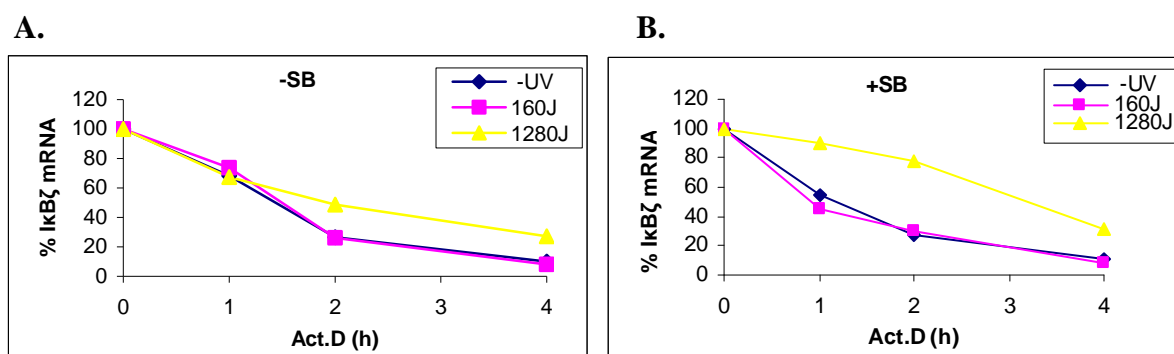 A.
-SB
-UV
160J
1280J
% IκBζ mRNA
120
100
80
60
40
20
0
0 1 2 4
Act.D (h)
B.
+SB
-UV
160J
1280J
% IκBζ mRNA
120
100
80
60
40
20
0
0 1 2 3 4
Act.D (h)